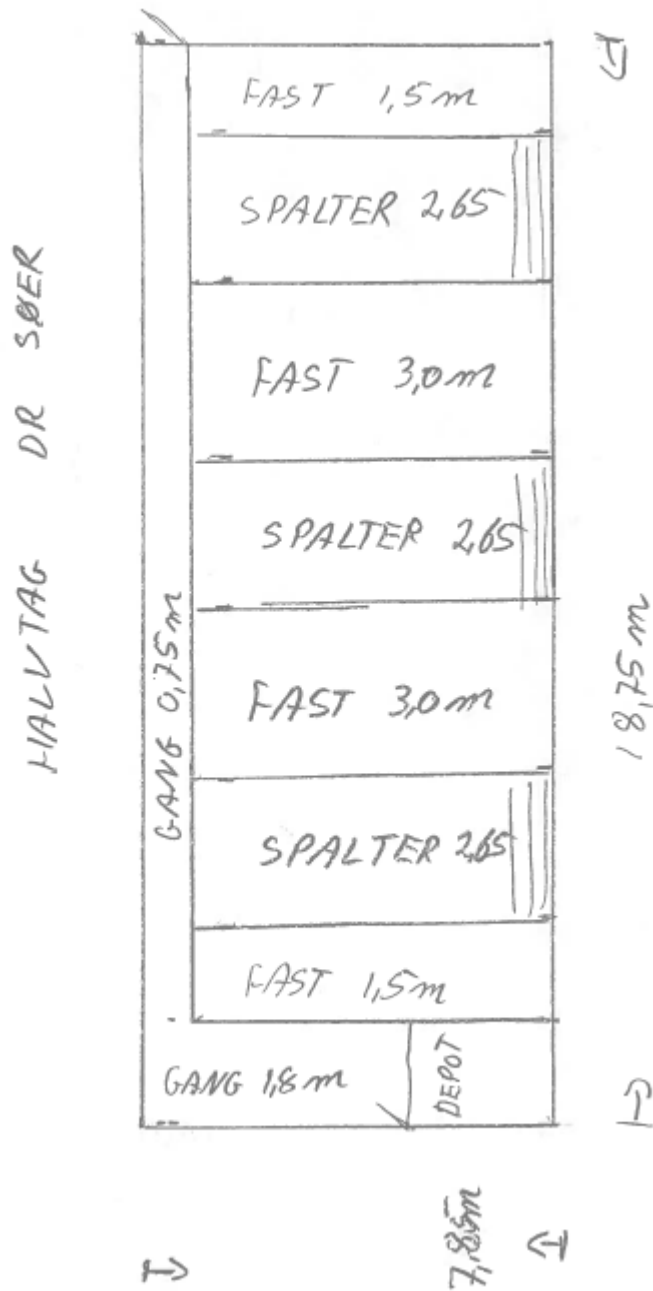 HALVTAG DR SØER
FAST 1,5m
SPALTER 2,65
FAST 3,0m
SPALTER 2,65
GANG 0,75m
FAST 3,0m
18,75m
SPALTER 2,65
FAST 1,5m
GANG 1,8m
DEPOT
7,85m